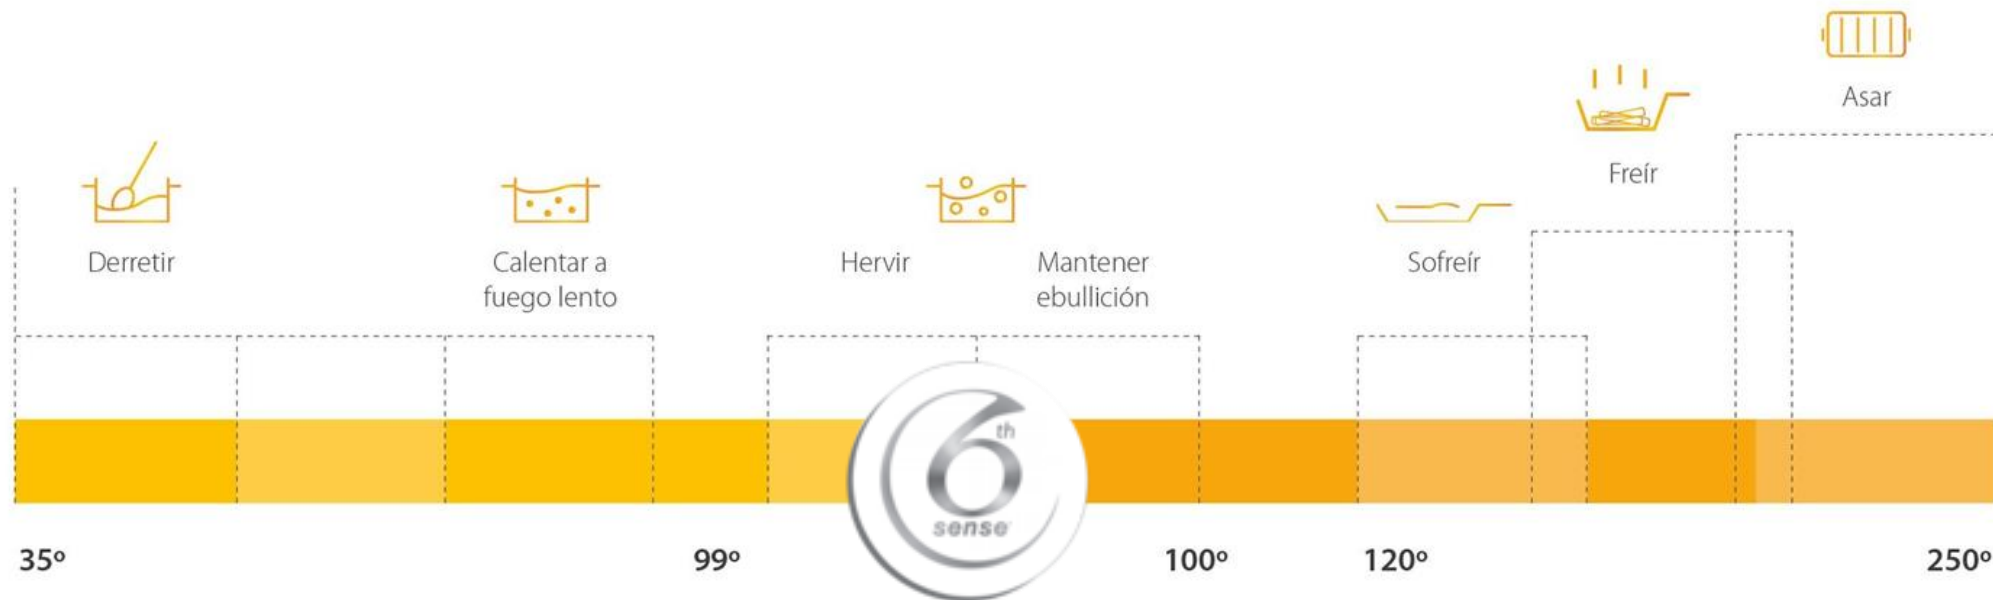 Asar
Freír
Derretir
Calentar a
fuego lento
Hervir
Mantener
ebullición
Sofreír
6th
sense
35º
99º
100º
120º
250º